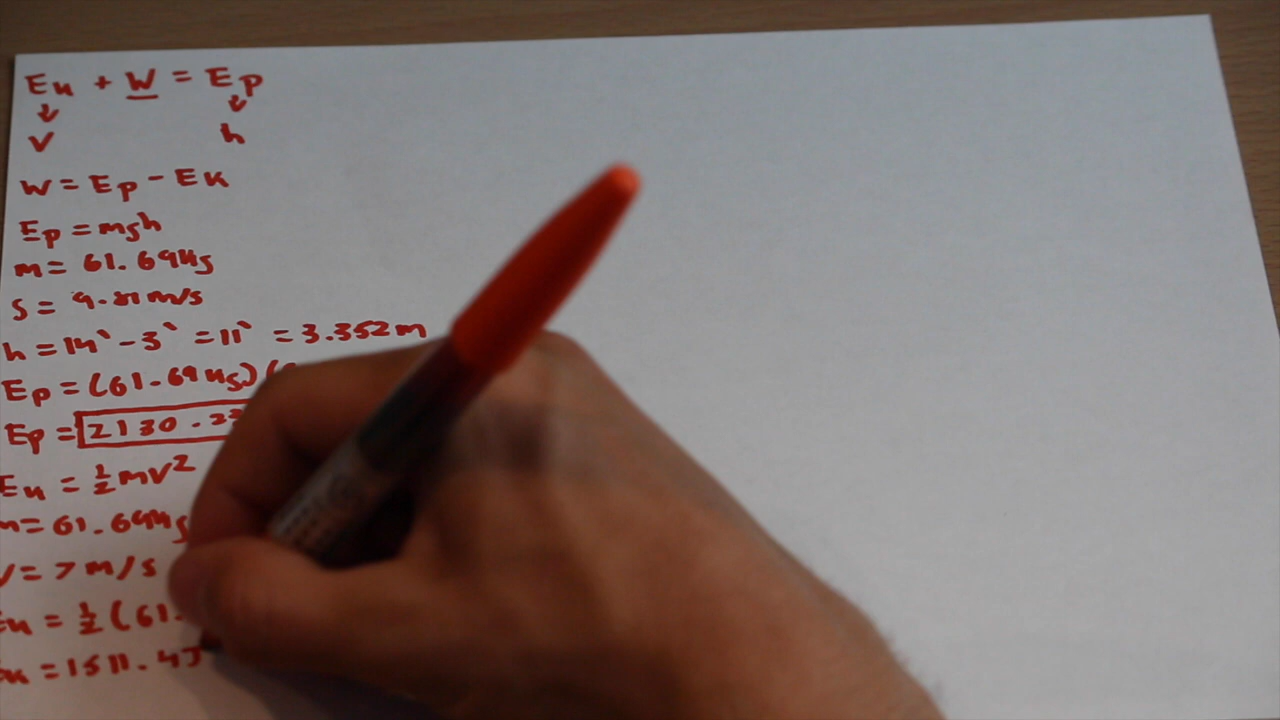 Ek + W = Ep
↓ ↓
V h
W = Ep - Ek
Ep = mgh
m = 61.69kg
g = 9.81m/s
h = 14` - 3` = 11` = 3.352m
Ep = (61.69kg)(
Ep = 2130.
Ek = ½mv²
m = 61.69kg
V = 7m/s
Ek = ½(61.
Ek = 1511.4J